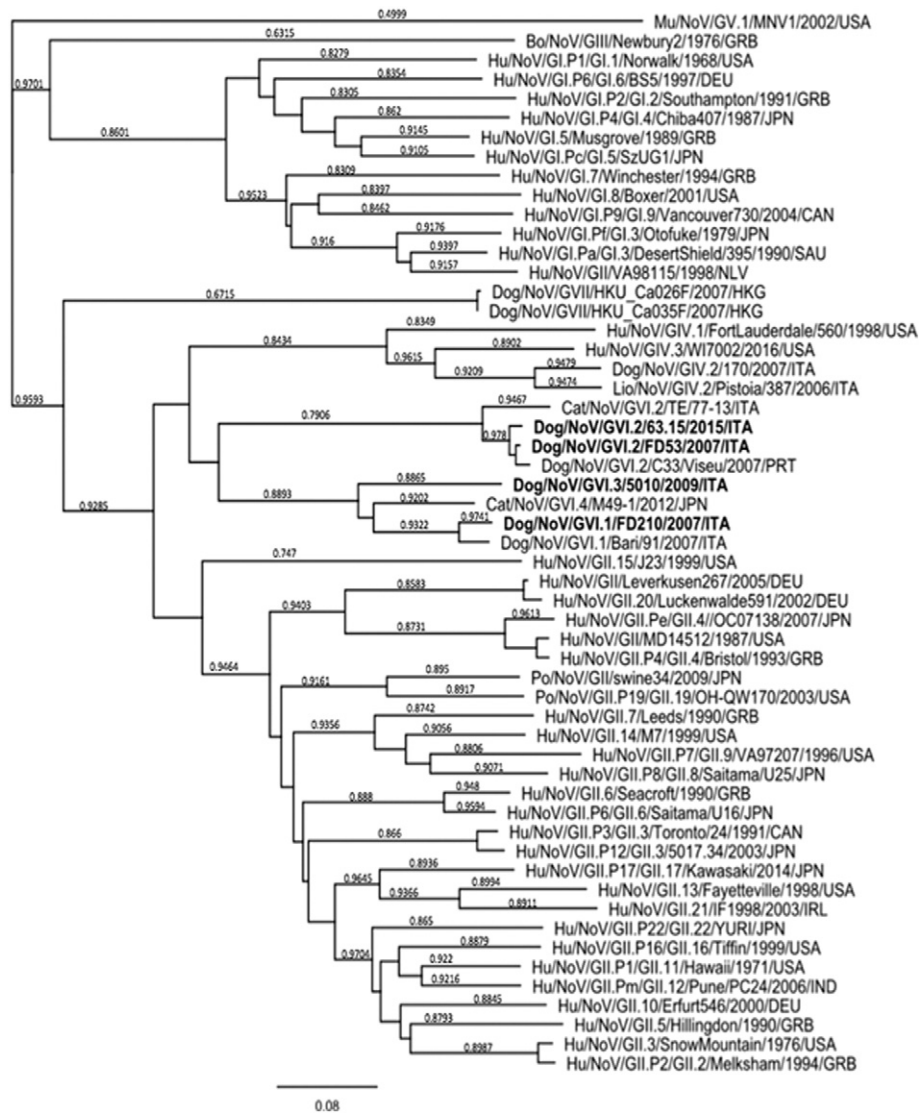 0.4999
Mu/NoV/GV.1/MNV1/2002/USA
0.6315
Bo/NoV/GIII/Newbury2/1976/GRB
0.9701
0.8279
Hu/NoV/GI.P1/GI.1/Norwalk/1968/USA
0.8354
Hu/NoV/GI.P6/GI.6/BS5/1997/DEU
0.8305
Hu/NoV/GI.P2/GI.2/Southampton/1991/GRB
0.862
Hu/NoV/GI.P4/GI.4/Chiba407/1987/JPN
0.8601
0.9145
Hu/NoV/GI.5/Musgrove/1989/GRB
0.9105
Hu/NoV/GI.Pc/GI.5/SzUG1/JPN
0.8309
Hu/NoV/GI.7/Winchester/1994/GRB
0.9523
0.8397
Hu/NoV/GI.8/Boxer/2001/USA
0.8462
Hu/NoV/GI.P9/GI.9/Vancouver730/2004/CAN
0.9176
Hu/NoV/GI.Pf/GI.3/Otofuke/1979/JPN
0.916
0.9397
Hu/NoV/GI.Pa/GI.3/DesertShield/395/1990/SAU
0.9157
Hu/NoV/GII/VA98115/1998/NLV
0.6715
Dog/NoV/GVII/HKU_Ca026F/2007/HKG
Dog/NoV/GVII/HKU_Ca035F/2007/HKG
0.8349
Hu/NoV/GIV.1/FortLauderdale/560/1998/USA
0.8434
0.8902
Hu/NoV/GIV.3/WI7002/2016/USA
0.9615
0.9479
Dog/NoV/GIV.2/170/2007/ITA
0.9209
0.9474
Lio/NoV/GIV.2/Pistoia/387/2006/ITA
0.9593
0.9467
Cat/NoV/GVI.2/TE/77-13/ITA
0.7906
Dog/NoV/GVI.2/63.15/2015/ITA
0.978
Dog/NoV/GVI.2/FD53/2007/ITA
Dog/NoV/GVI.2/C33/Viseu/2007/PRT
0.8865
Dog/NoV/GVI.3/5010/2009/ITA
0.8893
0.9202
Cat/NoV/GVI.4/M49-1/2012/JPN
0.9285
0.9741
Dog/NoV/GVI.1/FD210/2007/ITA
0.9322
Dog/NoV/GVI.1/Bari/91/2007/ITA
0.747
Hu/NoV/GII.15/J23/1999/USA
0.8583
Hu/NoV/GII/Leverkusen267/2005/DEU
Hu/NoV/GII.20/Luckenwalde591/2002/DEU
0.9403
0.9613
Hu/NoV/GII.Pe/GII.4//OC07138/2007/JPN
0.8731
Hu/NoV/GII/MD14512/1987/USA
Hu/NoV/GII.P4/GII.4/Bristol/1993/GRB
0.9464
0.895
Po/NoV/GII/swine34/2009/JPN
0.9161
0.8917
Po/NoV/GII.P19/GII.19/OH-QW170/2003/USA
0.8742
Hu/NoV/GII.7/Leeds/1990/GRB
0.9356
0.9056
Hu/NoV/GII.14/M7/1999/USA
0.8806
Hu/NoV/GII.P7/GII.9/VA97207/1996/USA
0.9071
Hu/NoV/GII.P8/GII.8/Saitama/U25/JPN
0.948
Hu/NoV/GII.6/Seacroft/1990/GRB
0.888
0.9594
Hu/NoV/GII.P6/GII.6/Saitama/U16/JPN
0.866
Hu/NoV/GII.P3/GII.3/Toronto/24/1991/CAN
Hu/NoV/GII.P12/GII.3/5017.34/2003/JPN
0.8936
Hu/NoV/GII.P17/GII.17/Kawasaki/2014/JPN
0.9645
0.8994
Hu/NoV/GII.13/Fayetteville/1998/USA
0.9366
0.8911
Hu/NoV/GII.21/IF1998/2003/IRL
0.865
Hu/NoV/GII.P22/GII.22/YURI/JPN
0.8879
Hu/NoV/GII.P16/GII.16/Tiffin/1999/USA
0.9704
0.922
Hu/NoV/GII.P1/GII.11/Hawaii/1971/USA
0.9216
Hu/NoV/GII.Pm/GII.12/Pune/PC24/2006/IND
0.8845
Hu/NoV/GII.10/Erfurt546/2000/DEU
0.8793
Hu/NoV/GII.5/Hillingdon/1990/GRB
Hu/NoV/GII.3/SnowMountain/1976/USA
0.8987
Hu/NoV/GII.P2/GII.2/Melksham/1994/GRB
0.08